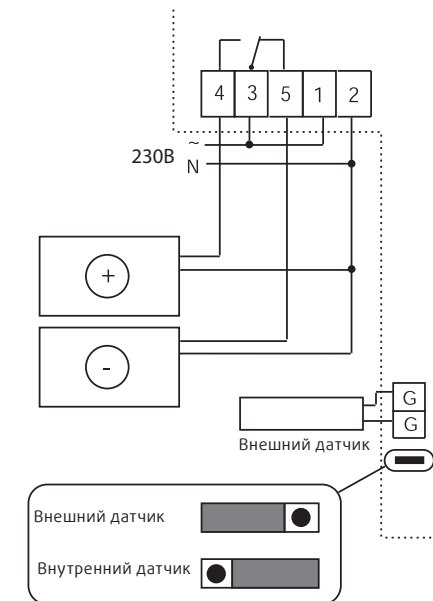 4 3 5 1 2
~
230В
N
+
-
G
G
Внешний датчик
Внешний датчик
Внутренний датчик